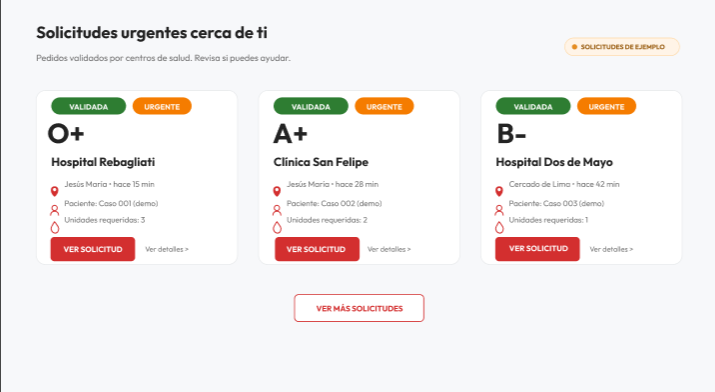 Solicitudes urgentes cerca de ti
SOLICITUDES DE EJEMPLO
Pedidos validados por centros de salud. Revisa si puedes ayudar.
VALIDADA URGENTE
O+
Hospital Rebagliati
Jesús María • hace 15 min
Paciente: Caso 001 (demo)
Unidades requeridas: 3
VER SOLICITUD Ver detalles >
VALIDADA URGENTE
A+
Clínica San Felipe
Jesús María • hace 28 min
Paciente: Caso 002 (demo)
Unidades requeridas: 2
VER SOLICITUD Ver detalles >
VALIDADA URGENTE
B-
Hospital Dos de Mayo
Cercado de Lima • hace 42 min
Paciente: Caso 003 (demo)
Unidades requeridas: 1
VER SOLICITUD Ver detalles >
VER MÁS SOLICITUDES